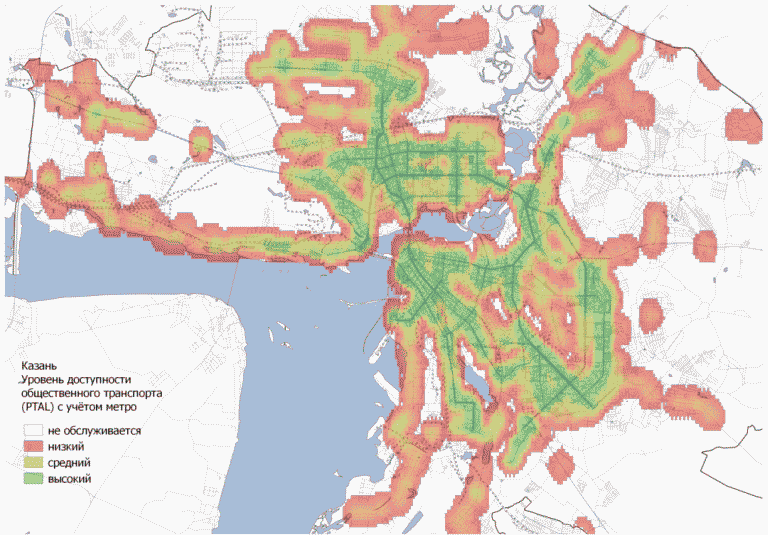 Казань
Уровень доступности
общественного транспорта
(PTAL) с учётом метро
не обслуживается
низкий
средний
высокий